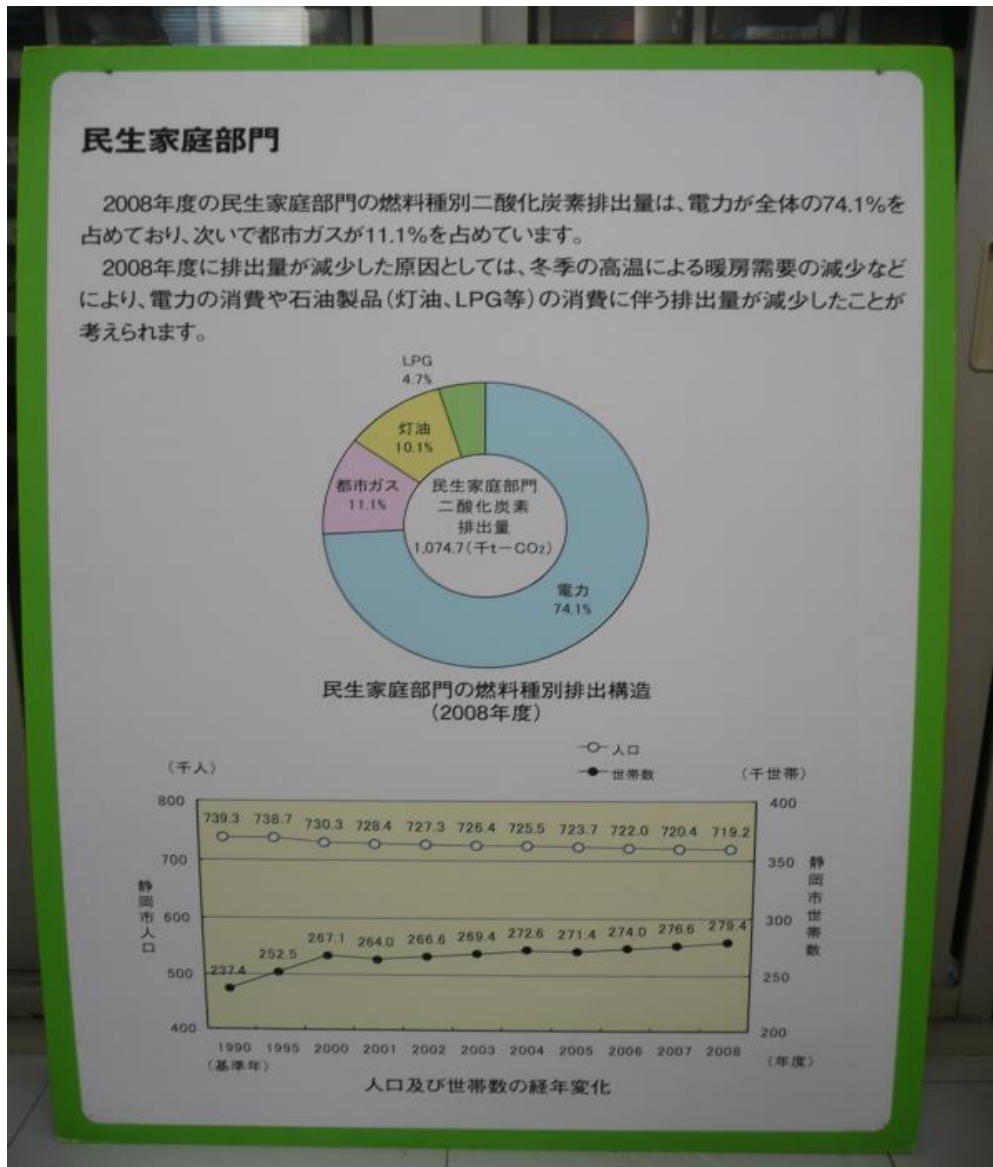 民生家庭部門
2008年度の民生家庭部門の燃料種別二酸化炭素排出量は、電力が全体の74.1%を
占めており、次いで都市ガスが11.1%を占めています。
2008年度に排出量が減少した原因としては、冬季の高温による暖房需要の減少など
により、電力の消費や石油製品(灯油、LPG等)の消費に伴う排出量が減少したことが
考えられます。
LPG
4.7%
灯油
10.1%
都市ガス
11.1%
民生家庭部門
二酸化炭素
排出量
1,074.7(千t-CO₂)
電力
74.1%
民生家庭部門の燃料種別排出構造
(2008年度)
人口
世帯数
(千人)
(千世帯)
800
700
600
500
400
静岡市人口
739.3 738.7 730.3 728.4 727.3 726.4 725.5 723.7 722.0 720.4 719.2
237.4 252.5 267.1 264.0 266.6 269.4 272.6 271.4 274.0 276.6 279.4
400
350
300
250
200
静岡市世帯数
1990 1995 2000 2001 2002 2003 2004 2005 2006 2007 2008
(基準年)
(年度)
人口及び世帯数の経年変化